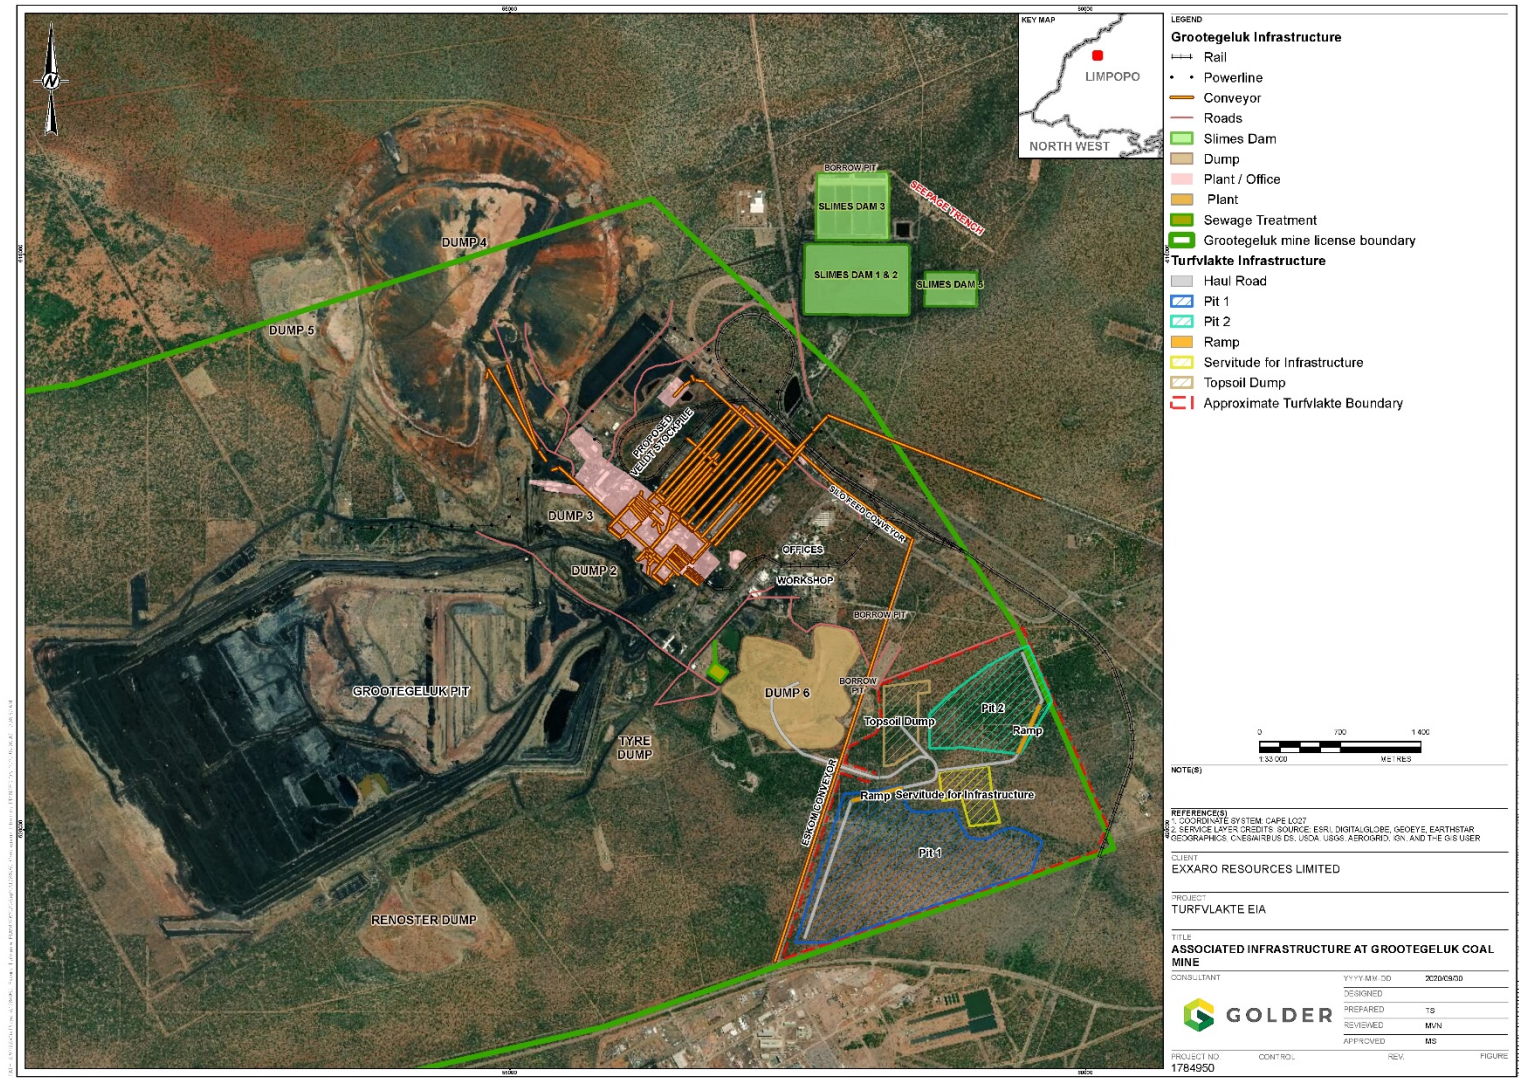 55000
60000
KEY MAP
LIMPOPO
NORTH WEST
N
BORROW PIT
SLIMES DAM 3
SEEPAGE TRENCH
SLIMES DAM 1 & 2
SLIMES DAM 5
DUMP 4
DUMP 5
PROPOSED
VELDT STOCKPILE
SILO FEED CONVEYOR
DUMP 3
DUMP 2
OFFICES
WORKSHOP
BORROW PIT
GROOTEGELUK PIT
DUMP 6
BORROW
PIT
Topsoil Dump
Pit 2
Ramp
TYRE
DUMP
ESKOM CONVEYOR
Ramp
Servitude for Infrastructure
Pit 1
RENOSTER DUMP
LEGEND
Grootegeluk Infrastructure
Rail
Powerline
Conveyor
Roads
Slimes Dam
Dump
Plant / Office
Plant
Sewage Treatment
Grootegeluk mine license boundary
Turfvlakte Infrastructure
Haul Road
Pit 1
Pit 2
Ramp
Servitude for Infrastructure
Topsoil Dump
Approximate Turfvlakte Boundary
0 700 1 400
1:33 000 METRES
NOTE(S)
REFERENCE(S)
1. COORDINATE SYSTEM: CAPE LO27
2. SERVICE LAYER CREDITS: SOURCE: ESRI, DIGITALGLOBE, GEOEYE, EARTHSTAR
GEOGRAPHICS, CNES/AIRBUS DS, USDA, USGS, AEROGRID, IGN, AND THE GIS USER
CLIENT
EXXARO RESOURCES LIMITED
PROJECT
TURFVLAKTE EIA
TITLE
ASSOCIATED INFRASTRUCTURE AT GROOTEGELUK COAL
MINE
CONSULTANT
GOLDER
YYYY-MM-DD 2020/09/30
DESIGNED
PREPARED TS
REVIEWED MVN
APPROVED MS
PROJECT NO. CONTROL REV. FIGURE
1784950